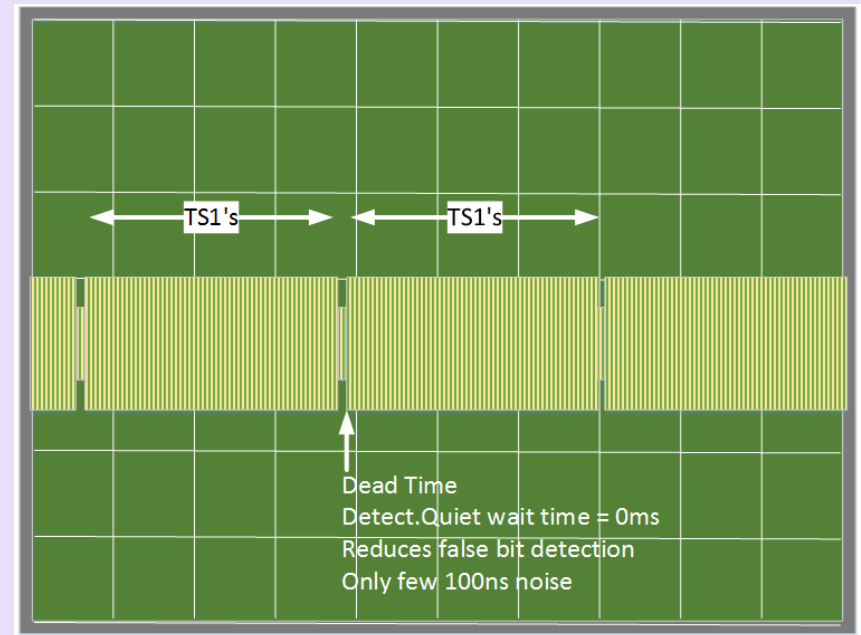 TS1's
TS1's
Dead Time
Detect.Quiet wait time = 0ms
Reduces false bit detection
Only few 100ns noise